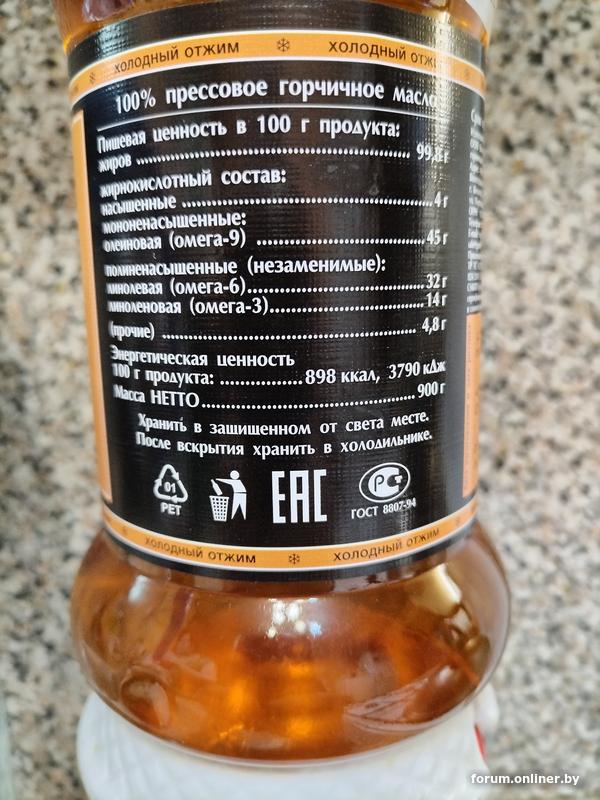 ХОЛОДНЫЙ ОТЖИМ ХОЛОДНЫЙ
100% прессовое горчичное масло
Пищевая ценность в 100 г продукта:
жиров
жирнокислотный состав:
насыщенные 4 г
мононенасыщенные:
олеиновая (омега-9) 45 г
полиненасыщенные (незаменимые):
линолевая (омега-6) 32 г
линоленовая (омега-3) 14 г
(прочие) 4,8 г
Энергетическая ценность
100 г продукта: 898 ккал, 3790 кДж
Масса НЕТТО 900 г
Хранить в защищенном от света месте.
После вскрытия хранить в холодильнике.
01
PET
ЕАС
РСТ
ГОСТ 8807-94
ХОЛОДНЫЙ ОТЖИМ ХОЛОДНЫЙ ОТЖИМ
forum.onliner.by